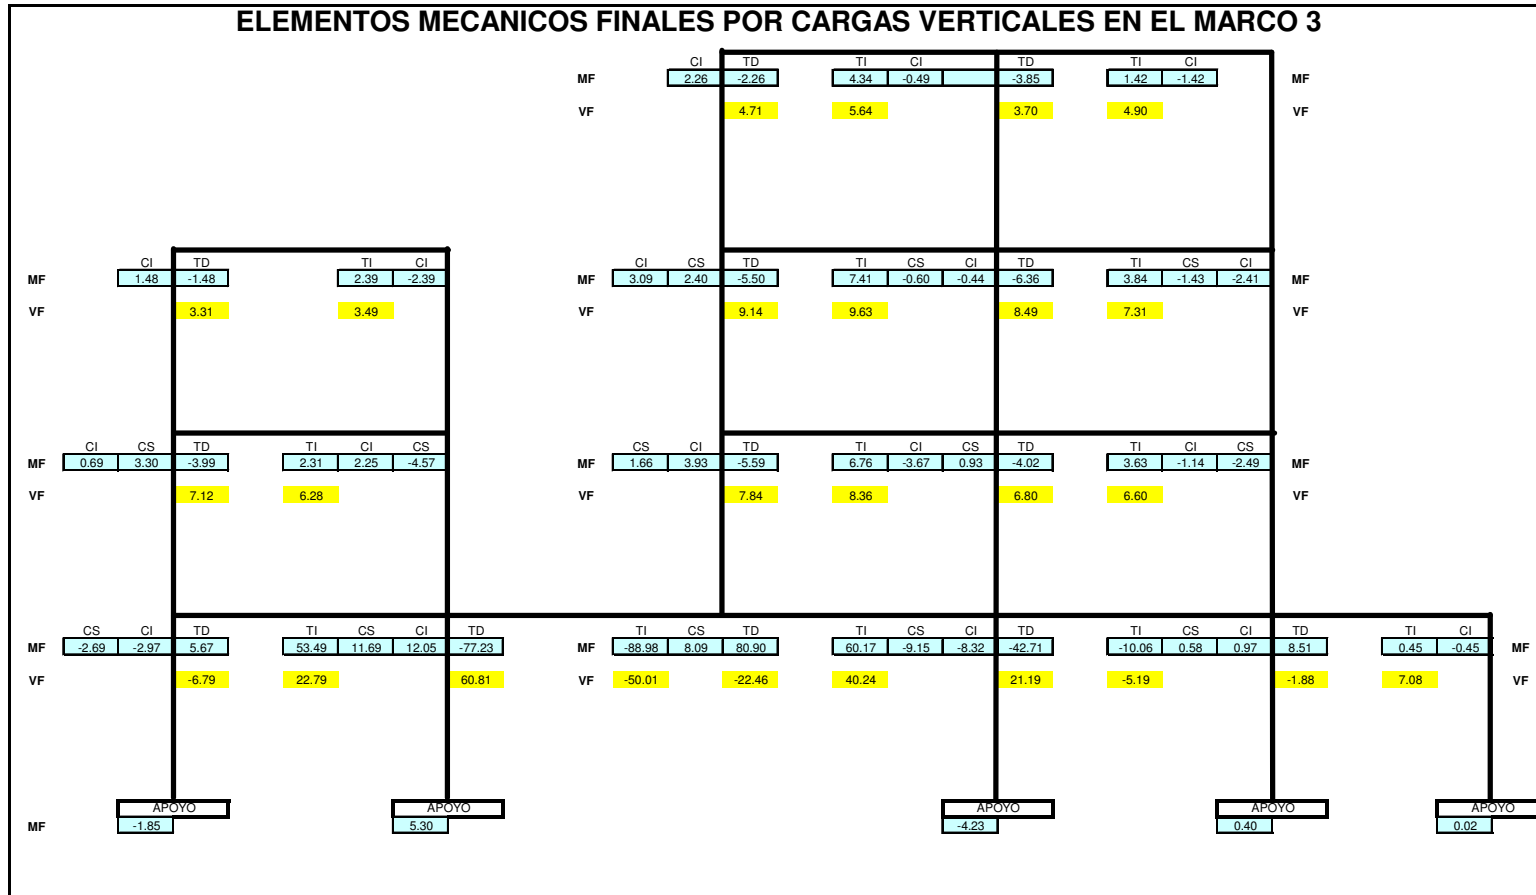 ELEMENTOS MECANICOS FINALES POR CARGAS VERTICALES EN EL MARCO 3
CI TD TI CI TD TI CI
MF 2.26 -2.26 4.34 -0.49 -3.85 1.42 -1.42 MF
VF 4.71 5.64 3.70 4.90 VF
CI TD TI CI CI CS TD TI CS CI TD TI CS CI
MF 1.48 -1.48 2.39 -2.39 MF 3.09 2.40 -5.50 7.41 -0.60 -0.44 -6.36 3.84 -1.43 -2.41 MF
VF 3.31 3.49 VF 9.14 9.63 8.49 7.31 VF
CI CS TD TI CI CS CS CI TD TI CI CS TD TI CI CS
MF 0.69 3.30 -3.99 2.31 2.25 -4.57 MF 1.66 3.93 -5.59 6.76 -3.67 0.93 -4.02 3.63 -1.14 -2.49 MF
VF 7.12 6.28 VF 7.84 8.36 6.80 6.60 VF
CS CI TD TI CS CI TD TI CS TD TI CS CI TD TI CS CI TD TI CI
MF -2.69 -2.97 5.67 53.49 11.69 12.05 -77.23 MF -88.98 8.09 80.90 60.17 -9.15 -8.32 -42.71 -10.06 0.58 0.97 8.51 0.45 -0.45 MF
VF -6.79 22.79 60.81 VF -50.01 -22.46 40.24 21.19 -5.19 -1.88 7.08 VF
APOYO APOYO APOYO APOYO APOYO
MF -1.85 5.30 -4.23 0.40 0.02